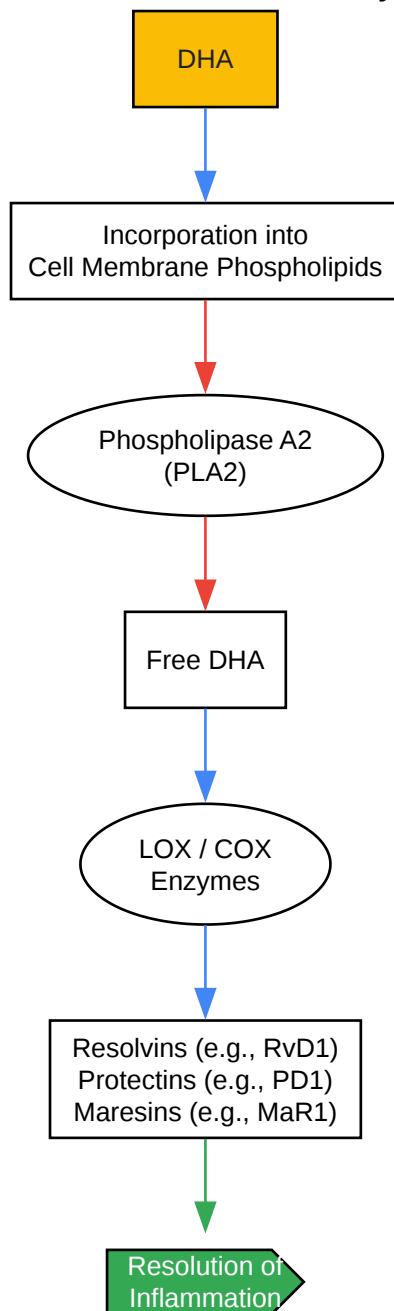 DHA
Incorporation into
Cell Membrane Phospholipids
Phospholipase A2
(PLA2)
Free DHA
LOX / COX
Enzymes
Resolvins (e.g., RvD1)
Protectins (e.g., PD1)
Maresins (e.g., MaR1)
Resolution of
Inflammation